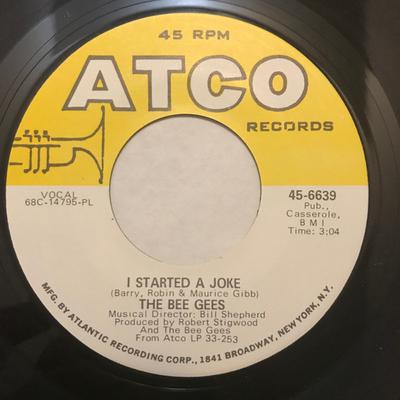 45 RPM
ATCO
RECORDS
VOCAL
68C-14795-PL
45-6639
Pub.,
Casserole,
BMI
Time: 3:04
I STARTED A JOKE
(Barry, Robin & Maurice Gibb)
THE BEE GEES
Musical Director: Bill Shepherd
Produced by Robert Stigwood
And The Bee Gees
From Atco LP 33-253
MFG. BY ATLANTIC RECORDING CORP., 1841 BROADWAY, NEW YORK, N.Y.